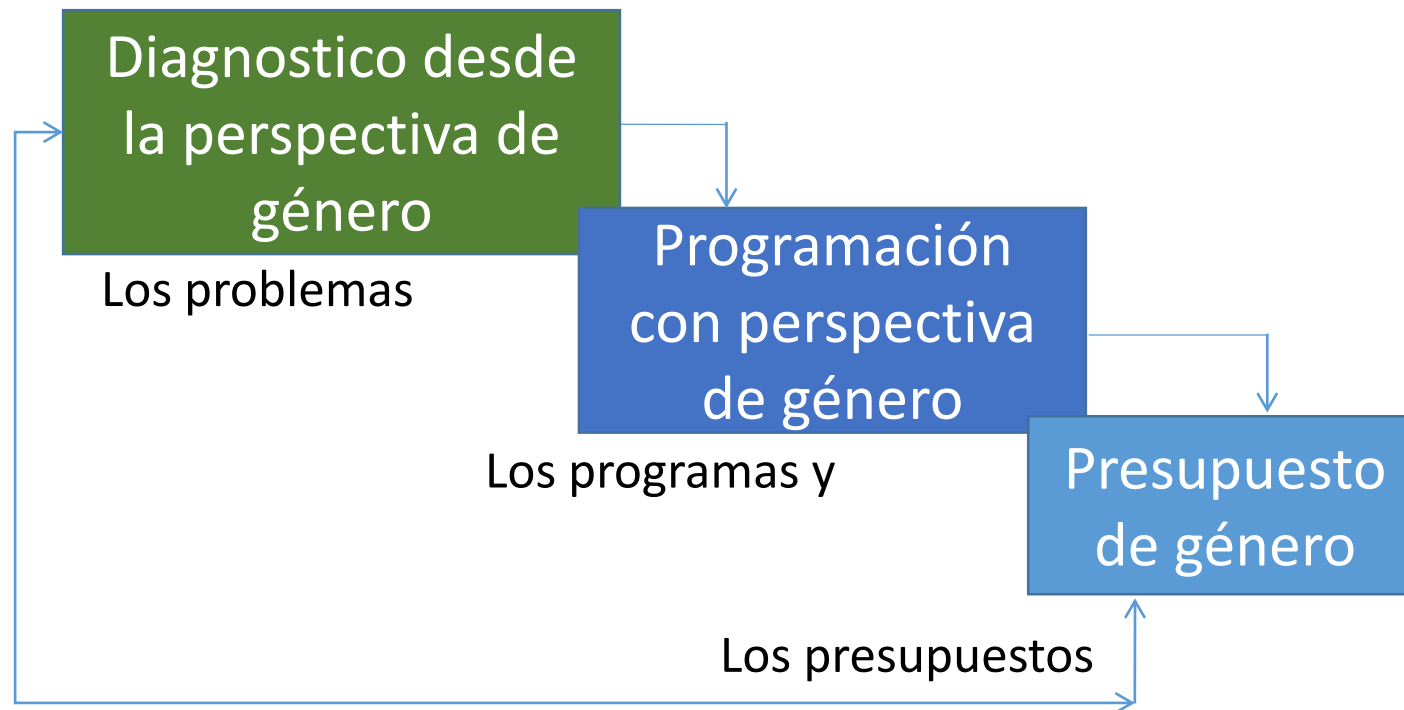 Diagnostico desde
la perspectiva de
género
Los problemas
Programación
con perspectiva
de género
Los programas y
Presupuesto
de género
Los presupuestos